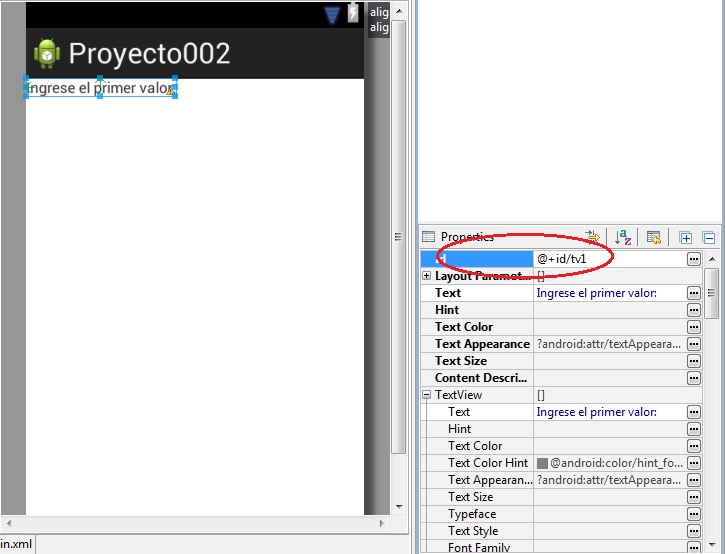 alig
alig
Proyecto002
Ingrese el primer valor
in.xml
Properties
@+id/tv1
Layout Paramet... []
Text Ingrese el primer valor:
Hint
Text Color
Text Appearance ?android:attr/textAppeara...
Text Size
Content Descri...
TextView []
Text Ingrese el primer valor:
Hint
Text Color
Text Color Hint @android:color/hint_fo...
Text Appearan... ?android:attr/textAppeara...
Text Size
Typeface
Text Style
Font Family